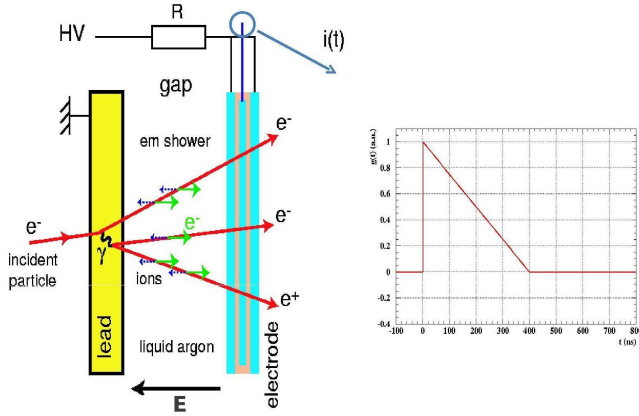 R
HV
i(t)
gap
em shower
e-
e-
e-
e-
incident
particle
γ
ions
e+
lead
liquid argon
electrode
E
g(t) (a.u.)
1
0.8
0.6
0.4
0.2
0
-0.2
-0.4
-100 0 100 200 300 400 500 600 700 80
t (ns)